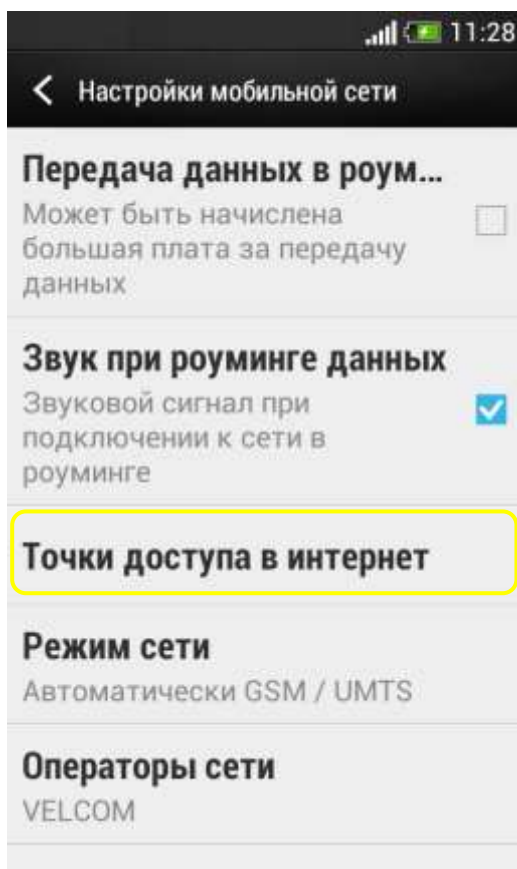 11:28
Настройки мобильной сети
Передача данных в роум...
Может быть начислена
большая плата за передачу
данных
Звук при роуминге данных
Звуковой сигнал при
подключении к сети в
роуминге
Точки доступа в интернет
Режим сети
Автоматически GSM / UMTS
Операторы сети
VELCOM